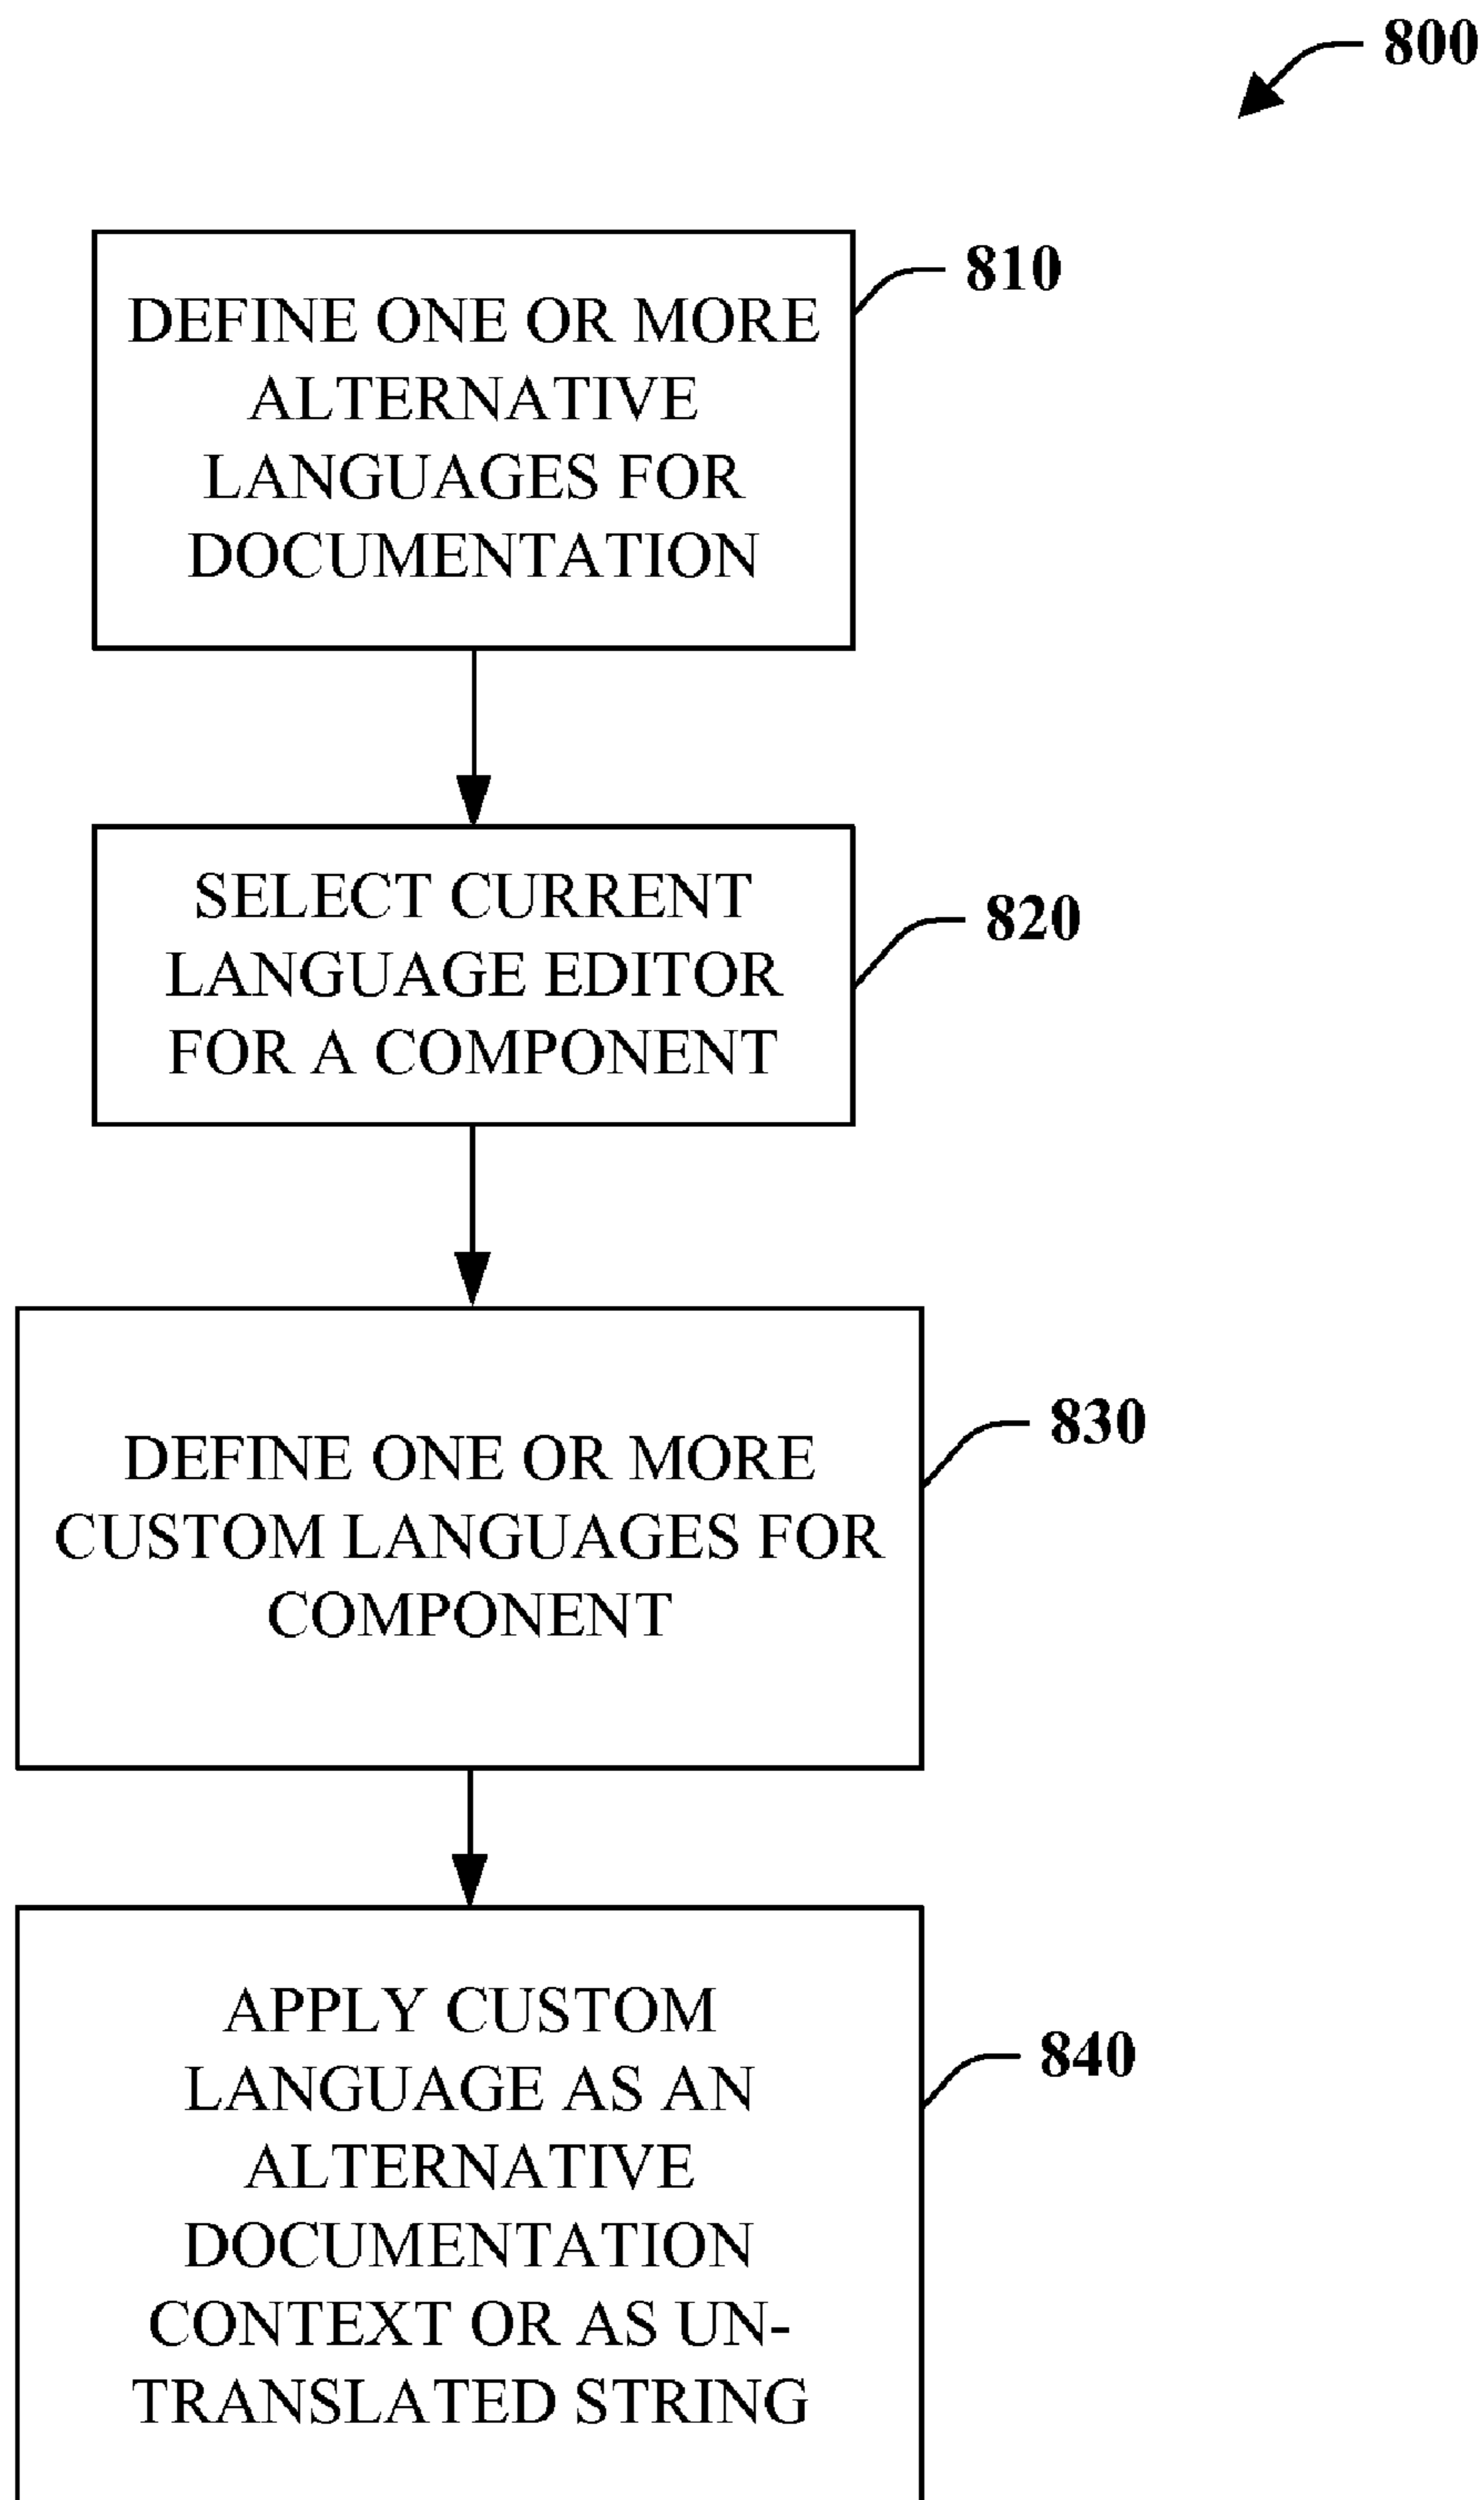 800
810
DEFINE ONE OR MORE
ALTERNATIVE
LANGUAGES FOR
DOCUMENTATION
820
SELECT CURRENT
LANGUAGE EDITOR
FOR A COMPONENT
830
DEFINE ONE OR MORE
CUSTOM LANGUAGES FOR
COMPONENT
840
APPLY CUSTOM
LANGUAGE AS AN
ALTERNATIVE
DOCUMENTATION
CONTEXT OR AS UN-
TRANSLATED STRING